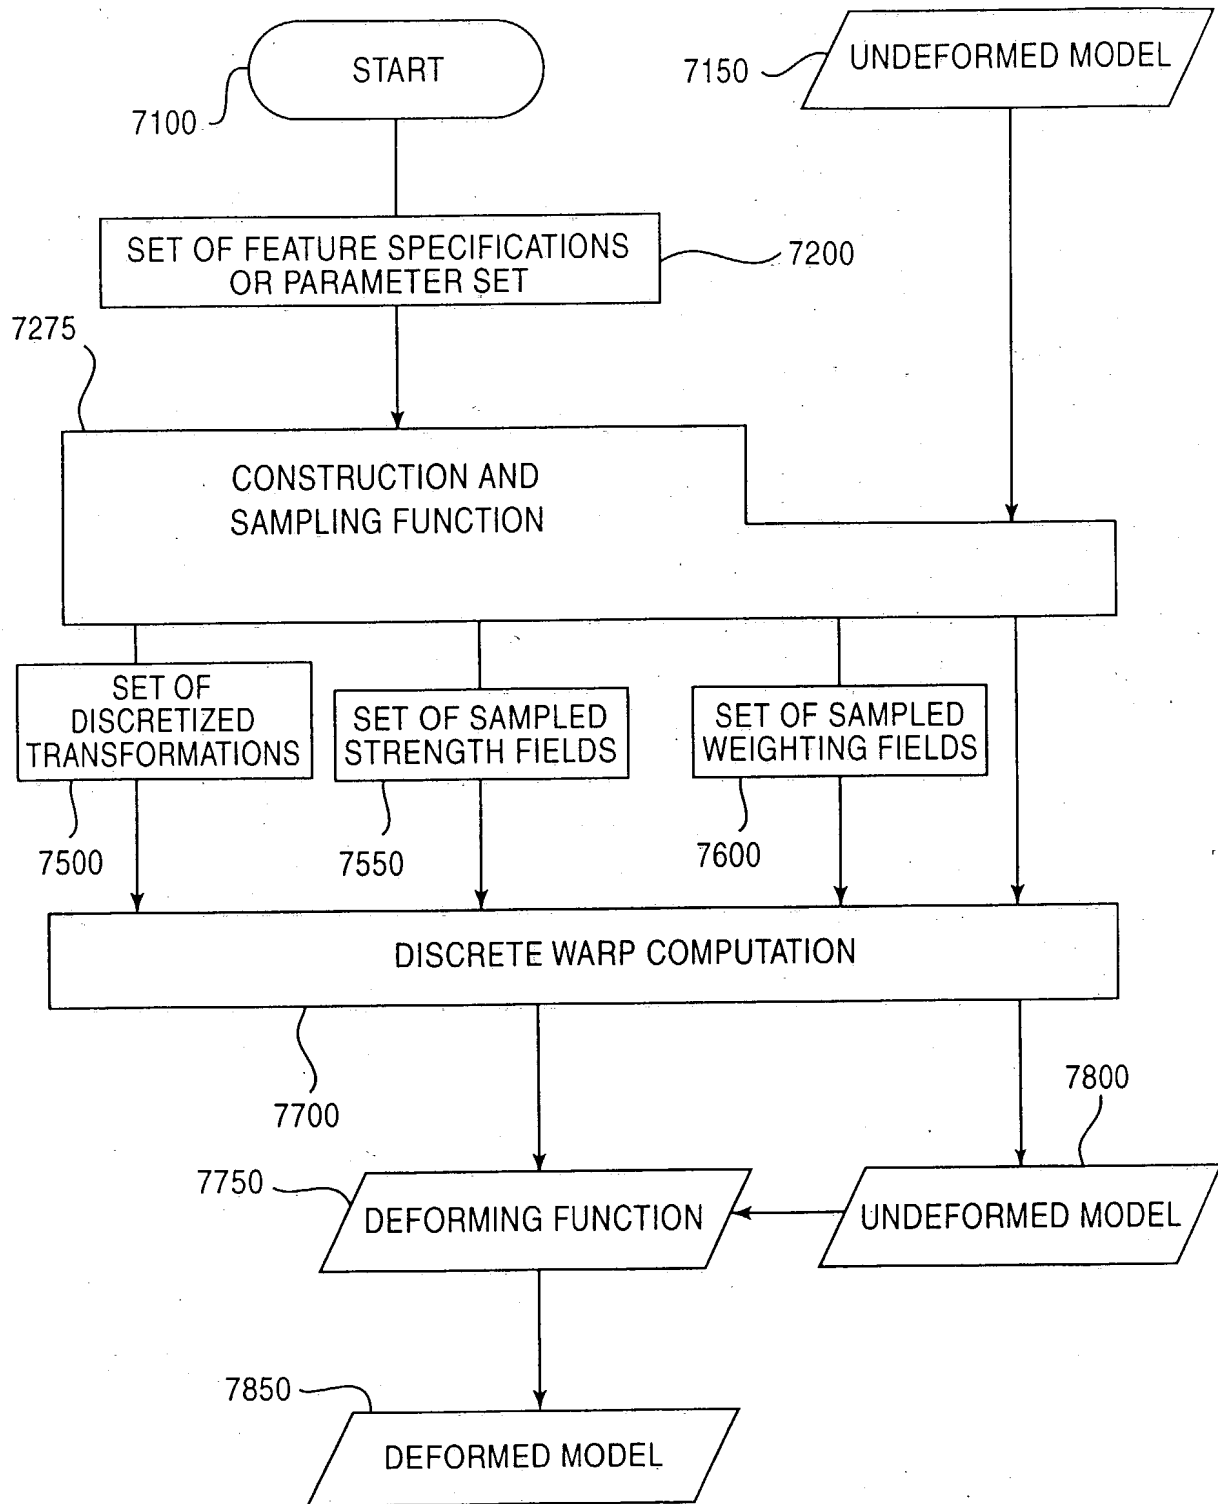 START
7100
7150
UNDEFORMED MODEL
SET OF FEATURE SPECIFICATIONS
OR PARAMETER SET
7200
7275
CONSTRUCTION AND
SAMPLING FUNCTION
SET OF
DISCRETIZED
TRANSFORMATIONS
SET OF SAMPLED
STRENGTH FIELDS
SET OF SAMPLED
WEIGHTING FIELDS
7500
7550
7600
DISCRETE WARP COMPUTATION
7700
7800
7750
DEFORMING FUNCTION
UNDEFORMED MODEL
7850
DEFORMED MODEL